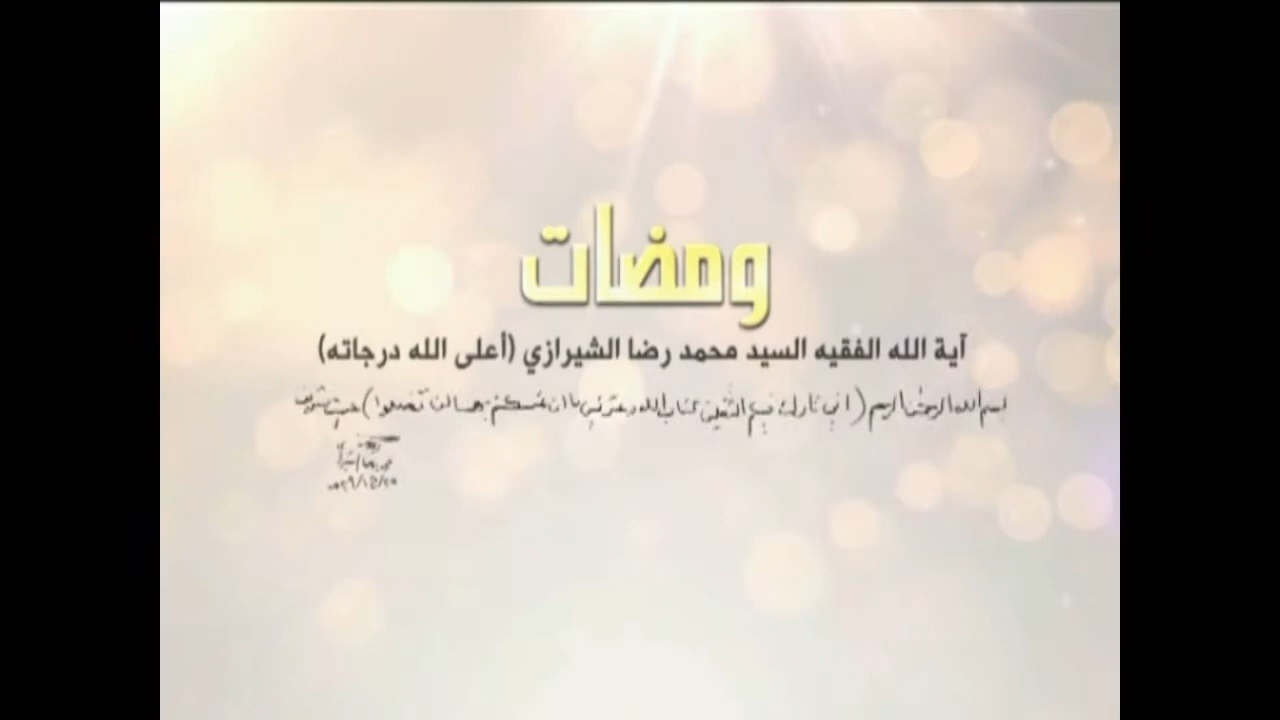 ومضات
آية الله الفقيه السيد محمد رضا الشيرازي (أعلى الله درجاته)
بسم الله الرحمن الرحيم (اني تارك فيكم الثقلين كتاب الله وعترتي ما ان تمسكتم بهما لن تضلوا) حديث شريف